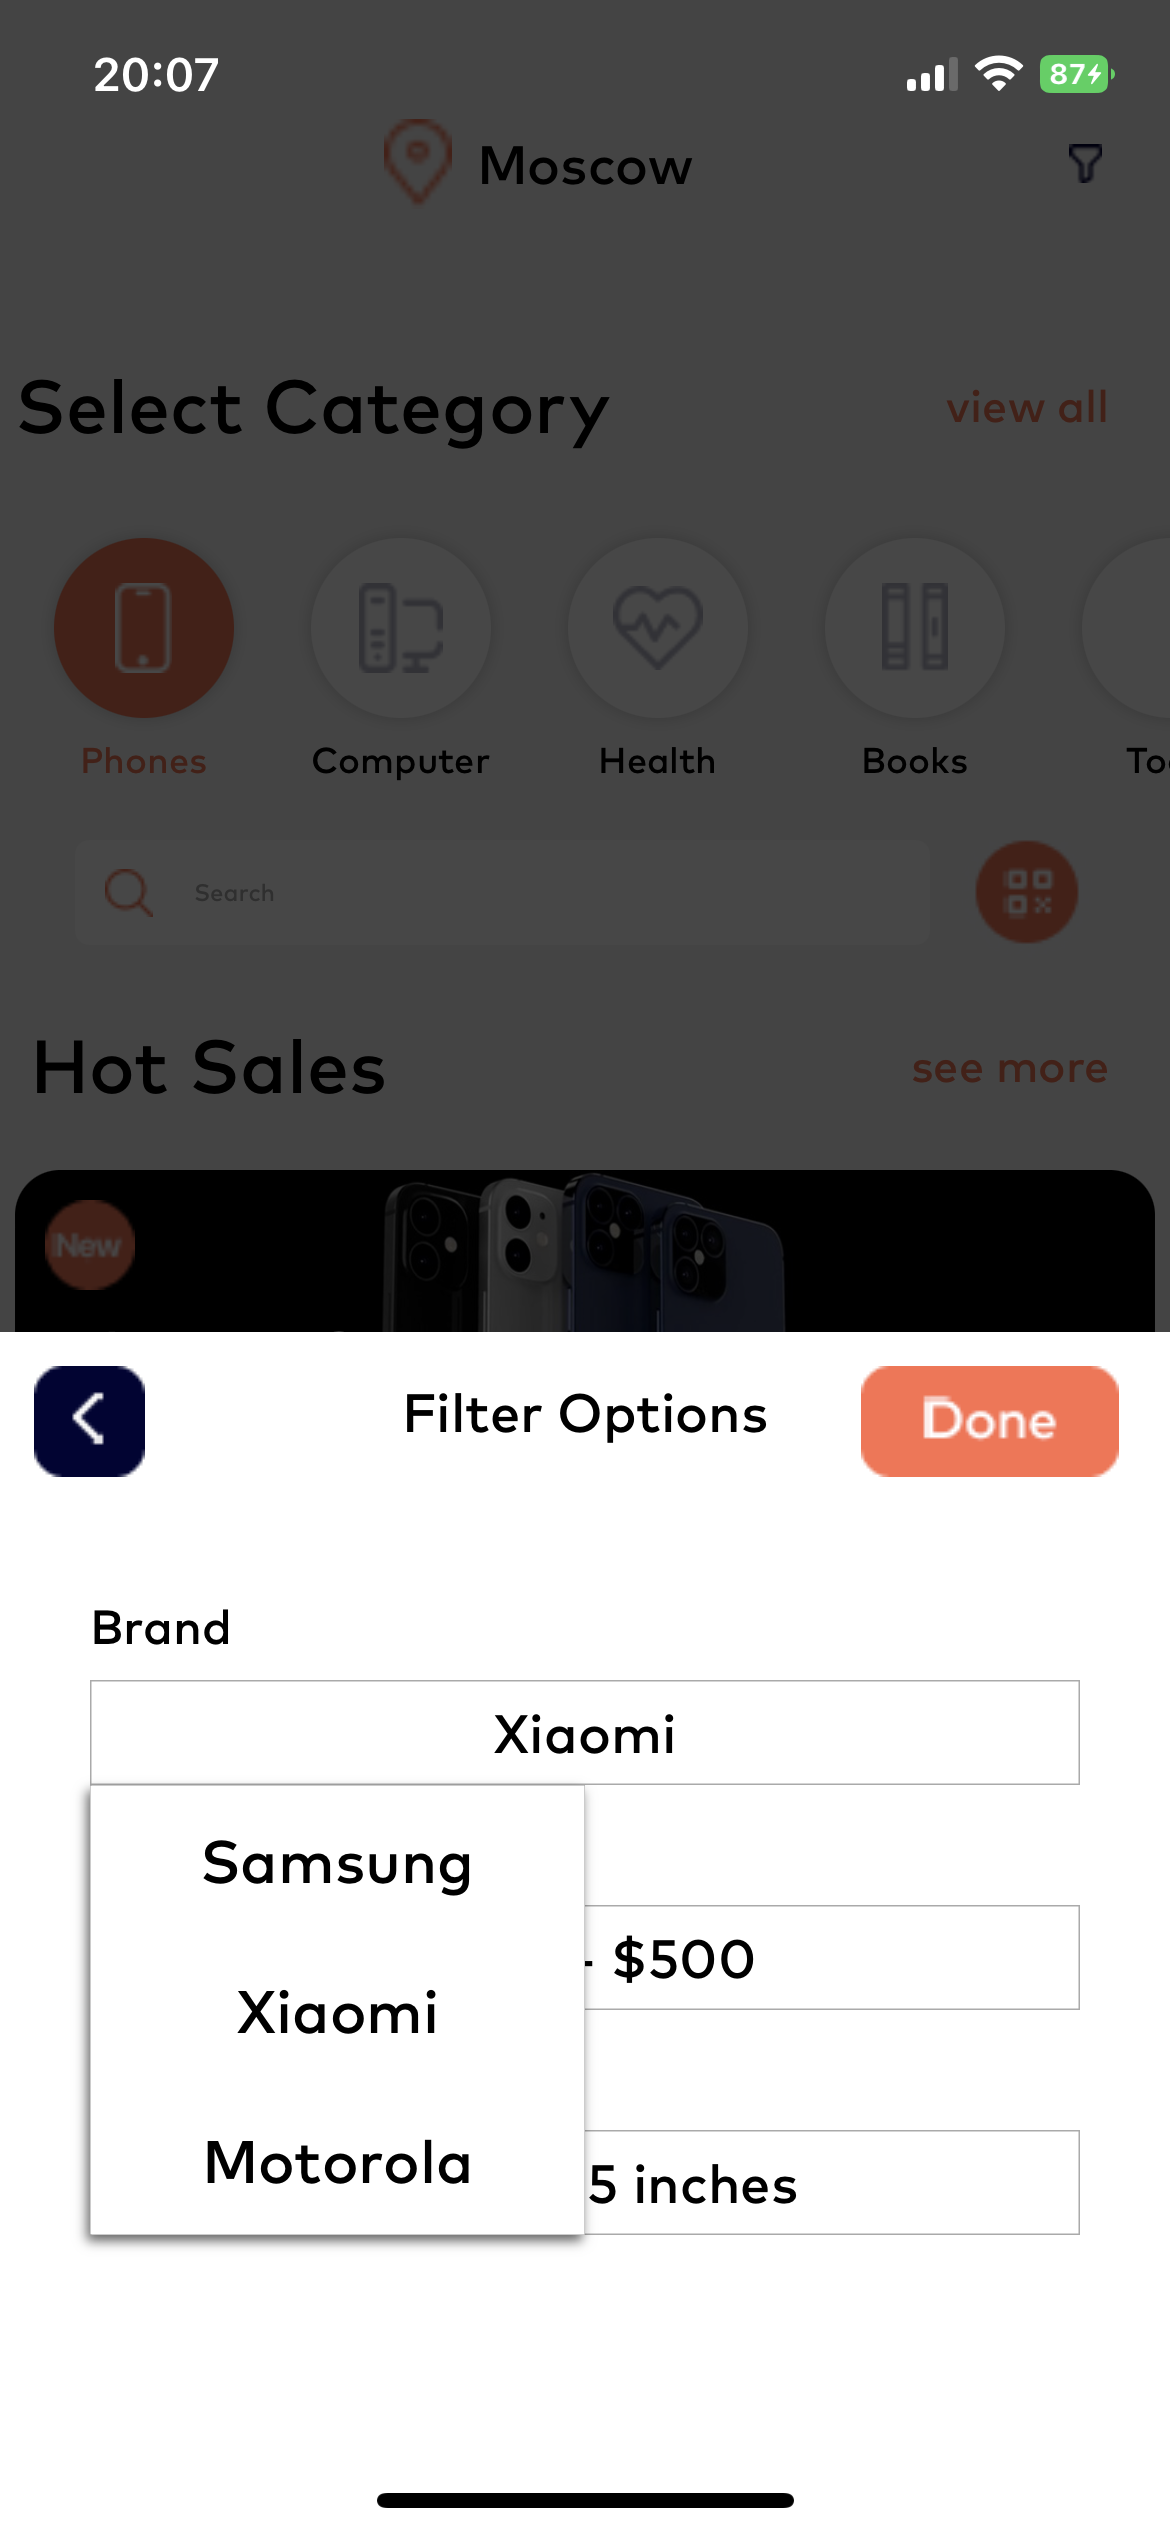 20:07
87
Moscow
Select Category
view all
Phones
Computer
Health
Books
Search
Hot Sales
see more
New
Filter Options
Done
Brand
Xiaomi
Samsung
- $500
Xiaomi
Motorola
5 inches